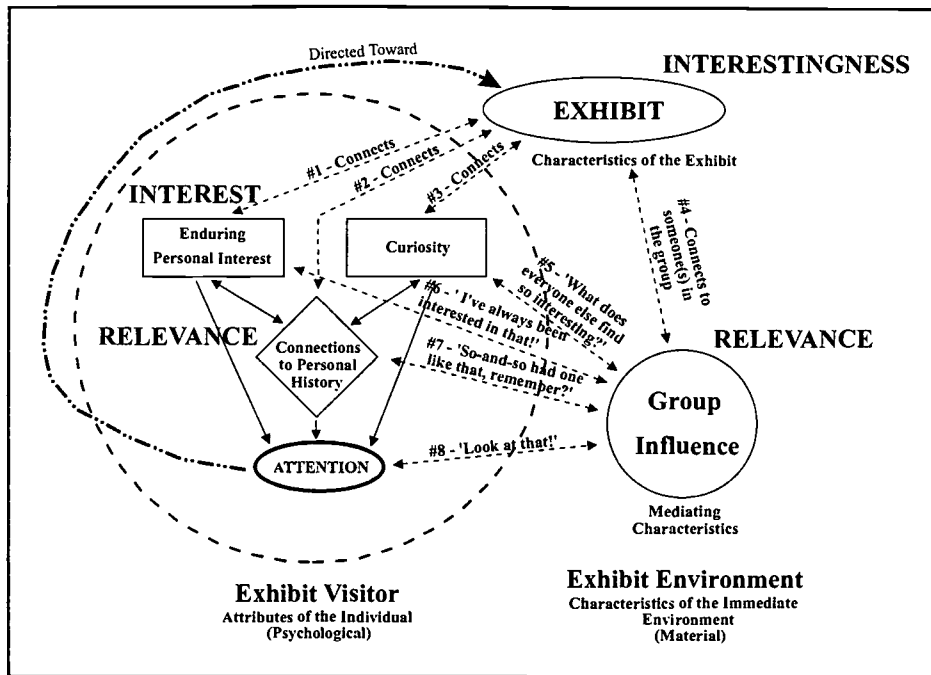 Directed Toward
INTERESTINGNESS
EXHIBIT
Characteristics of the Exhibit
#1 - Connects
#2 - Connects
#3 - Connects
#4 - Connects to
someone(s) in
the group
INTEREST
Enduring
Personal Interest
Curiosity
#5 - 'What does
everyone else find
so interesting?'
#6 - ' I've always been
interested in that!'
#7 - 'So-and-so had one
like that, remember?'
RELEVANCE
Connections
to Personal
History
RELEVANCE
Group
Influence
#8 - 'Look at that!'
ATTENTION
Mediating
Characteristics
Exhibit Visitor
Attributes of the Individual
(Psychological)
Exhibit Environment
Characteristics of the Immediate
Environment
(Material)